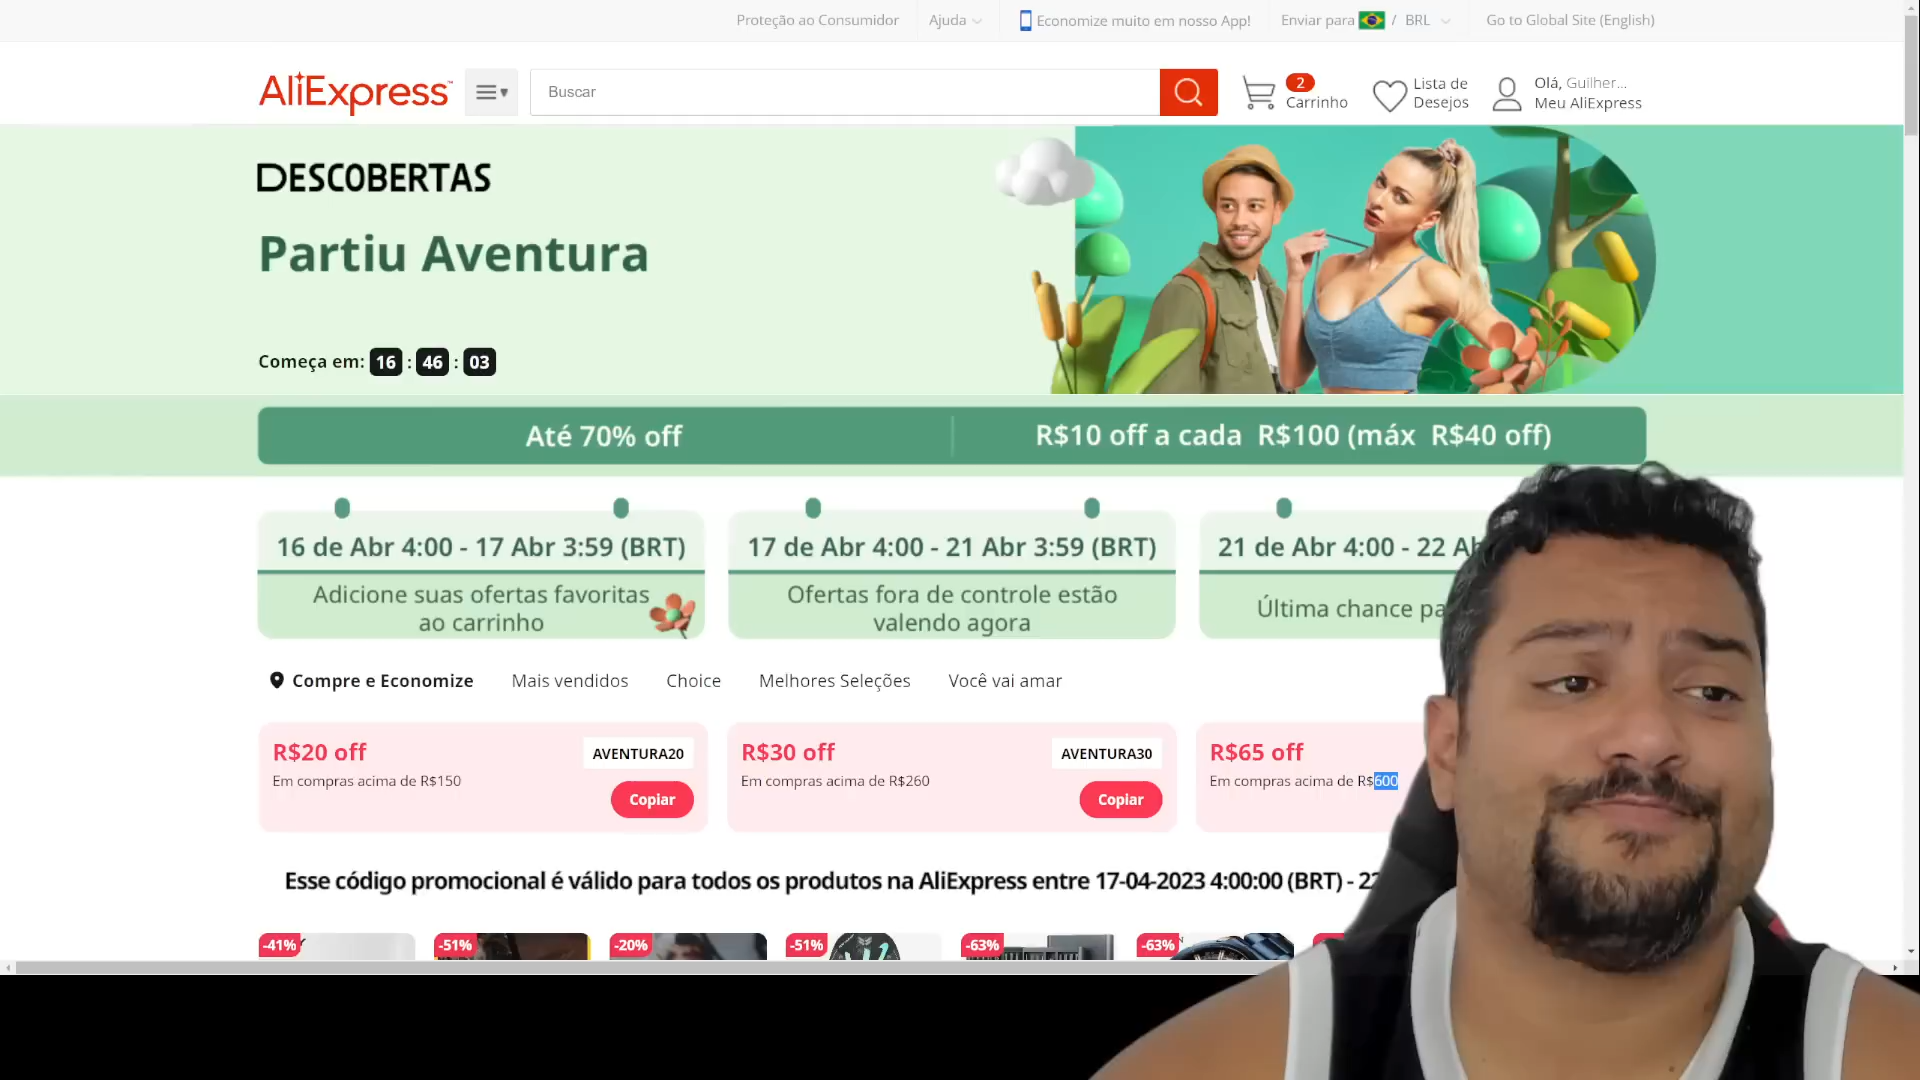 Proteção ao Consumidor
Ajuda
Economize muito em nosso App!
Enviar para / BRL
Go to Global Site (English)
AliExpress
Buscar
2
Carrinho
Lista de
Desejos
Olá, Guilher...
Meu AliExpress
DESCOBERTAS
Partiu Aventura
Começa em: 16 : 46 : 03
Até 70% off
R$10 off a cada R$100 (máx R$40 off)
16 de Abr 4:00 - 17 Abr 3:59 (BRT)
Adicione suas ofertas favoritas
ao carrinho
17 de Abr 4:00 - 21 Abr 3:59 (BRT)
Ofertas fora de controle estão
valendo agora
21 de Abr 4:00 - 22
Última chance
Compre e Economize
Mais vendidos
Choice
Melhores Seleções
Você vai amar
R$20 off
AVENTURA20
Em compras acima de R$150
Copiar
R$30 off
AVENTURA30
Em compras acima de R$260
Copiar
R$65 off
Em compras acima de R$600
Esse código promocional é válido para todos os produtos na AliExpress entre 17-04-2023 4:00:00 (BRT) -
-41%
-51%
-20%
-51%
-63%
-63%